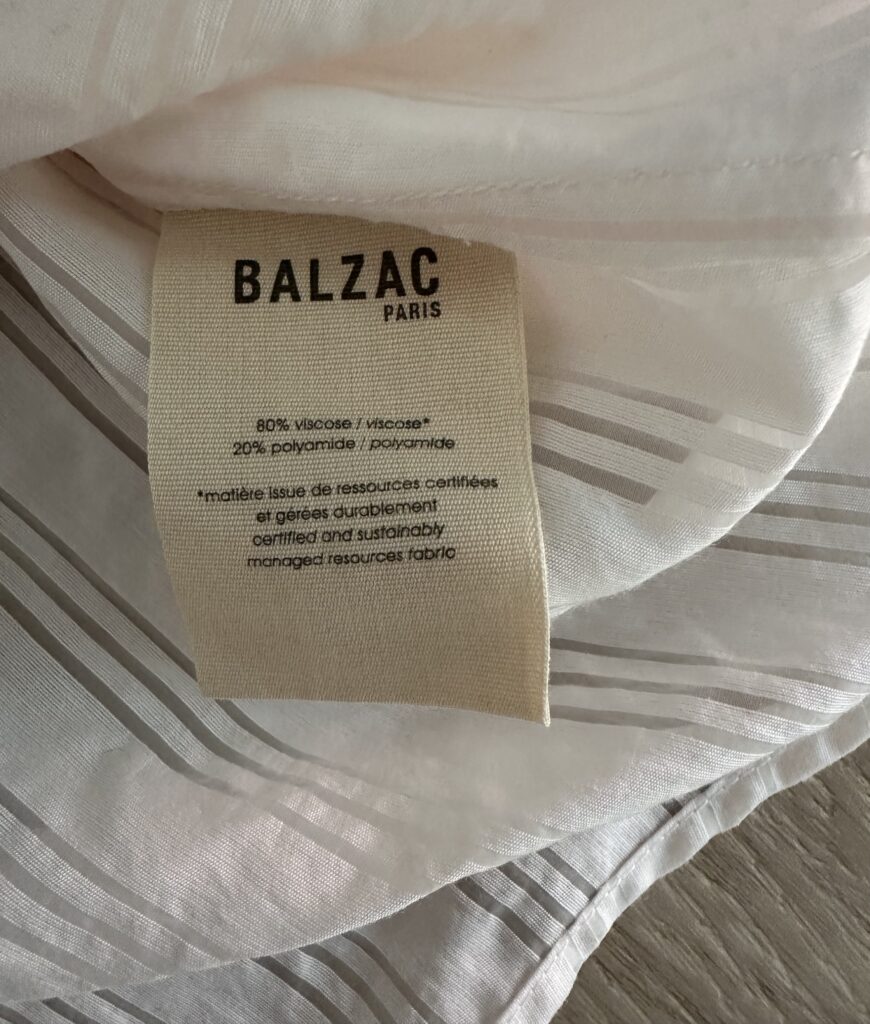 BALZAC
PARIS
80% viscose / viscose*
20% polyamide / polyamide
*matière issue de ressources certifiées
et gérées durablement
certified and sustainably
managed resources fabric